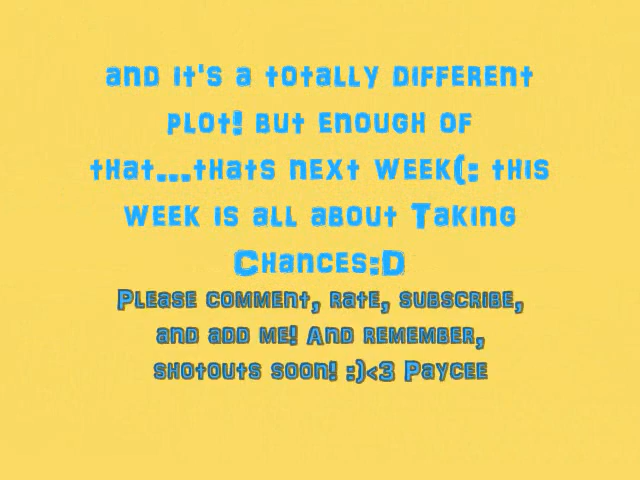 and it's a totally different
plot! but enough of
that...thats next week(: this
week is all about Taking
Chances:D
Please comment, rate, subscribe,
and add me! And remember,
shotouts soon! :)<3 Paycee